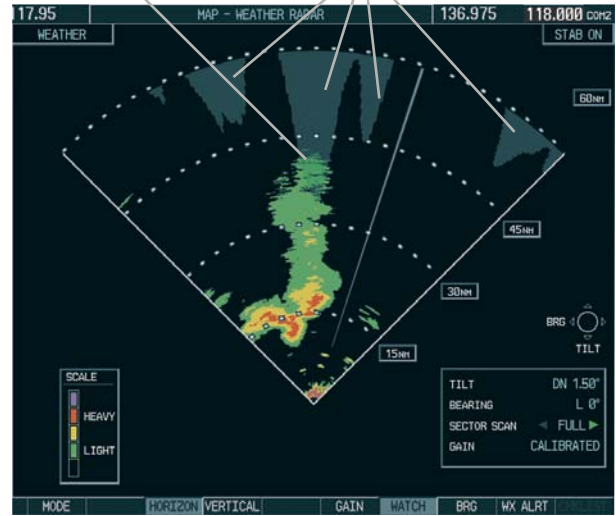 17.95 MAP – WEATHER RADAR 136.975 118.000 COM2
WEATHER STAB ON
60NM
45NM
30NM
BRG
TILT
15NM
SCALE
HEAVY
LIGHT
TILT DN 1.50°
BEARING L 0°
SECTOR SCAN FULL
GAIN CALIBRATED
MODE HORIZON VERTICAL GAIN WATCH BRG WX ALRT